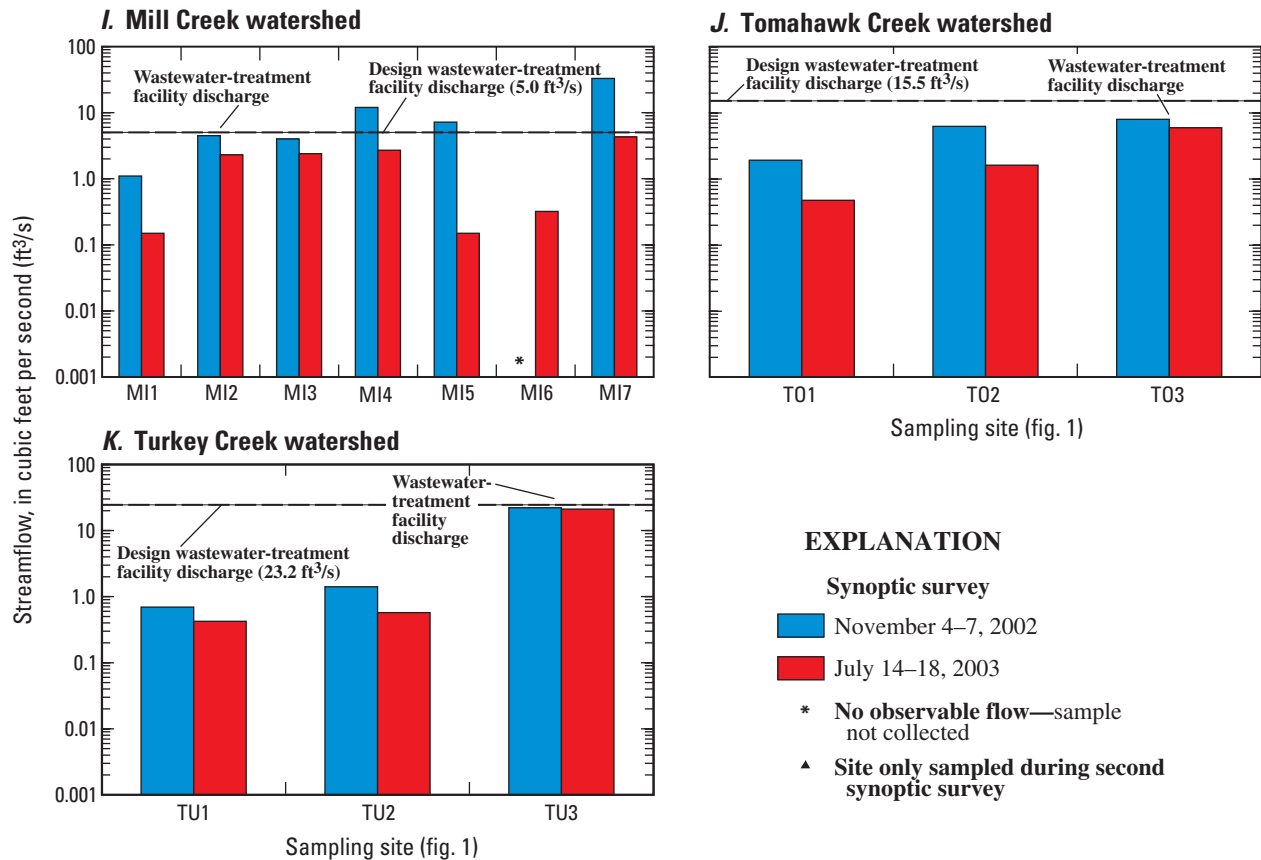 I. Mill Creek watershed
100
10
1.0
0.1
0.01
0.001
Wastewater-treatment
facility discharge
Design wastewater-treatment
facility discharge (5.0 ft³/s)
*
MI1 MI2 MI3 MI4 MI5 MI6 MI7
J. Tomahawk Creek watershed
Design wastewater-treatment
facility discharge (15.5 ft³/s)
Wastewater-treatment
facility discharge
TO1 TO2 TO3
Sampling site (fig. 1)
Streamflow, in cubic feet per second (ft³/s)
K. Turkey Creek watershed
100
10
1.0
0.1
0.01
0.001
Wastewater-
treatment
facility
discharge
Design wastewater-treatment
facility discharge (23.2 ft³/s)
TU1 TU2 TU3
Sampling site (fig. 1)
EXPLANATION
Synoptic survey
November 4–7, 2002
July 14–18, 2003
* No observable flow—sample
not collected
▲ Site only sampled during second
synoptic survey